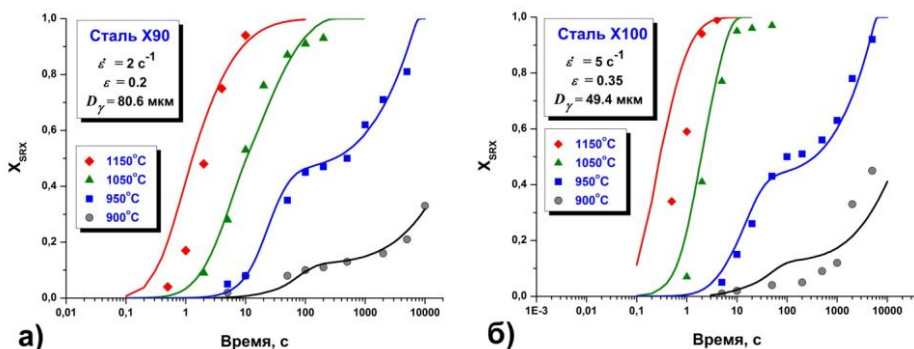 Сталь X90
ε̇ = 2 c⁻¹
ε = 0.2
Dγ = 80.6 мкм
1150°C
1050°C
950°C
900°C
X_SRX
1,0
0,8
0,6
0,4
0,2
0,0
0,01 0,1 1 10 100 1000 10000
а)
Время, с
Сталь X100
ε̇ = 5 c⁻¹
ε = 0.35
Dγ = 49.4 мкм
1150°C
1050°C
950°C
900°C
X_SRX
1,0
0,8
0,6
0,4
0,2
0,0
1E-3 0,01 0,1 1 10 100 1000 10000
б)
Время, с